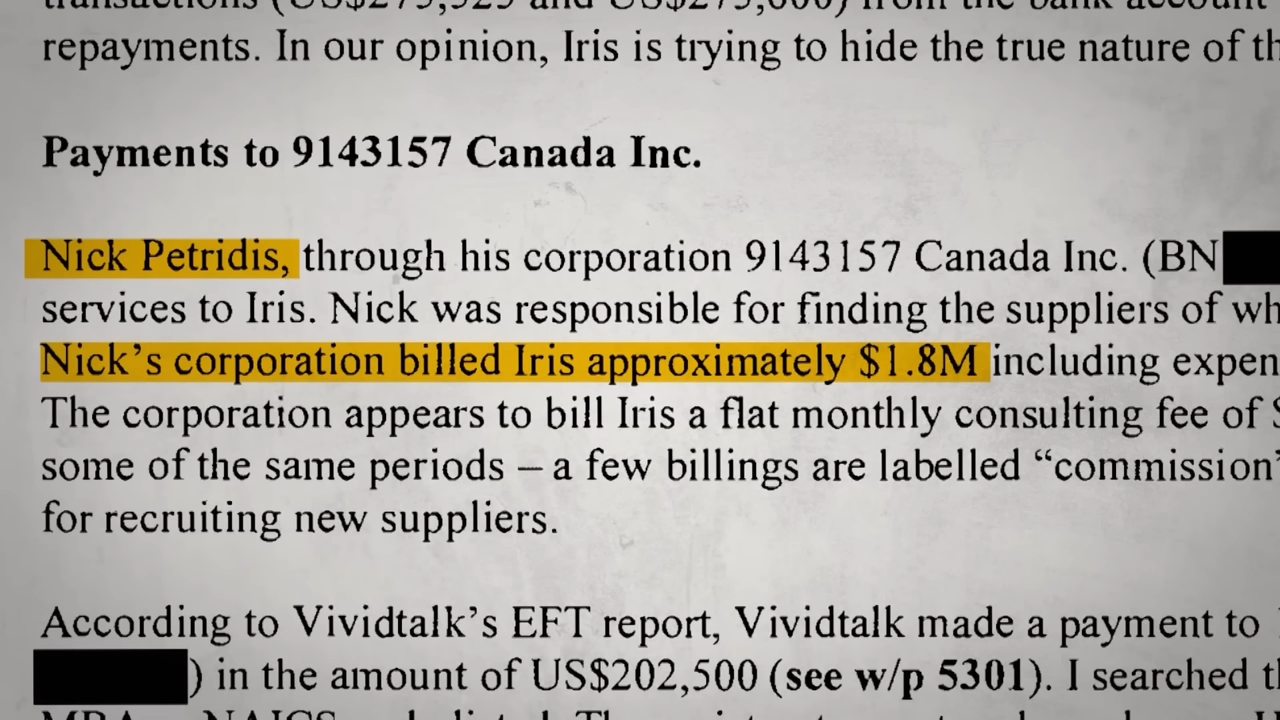 repayments. In our opinion, Iris is trying to hide the true nature of th
Payments to 9143157 Canada Inc.
Nick Petridis, through his corporation 9143157 Canada Inc. (BN
services to Iris. Nick was responsible for finding the suppliers of wh
Nick’s corporation billed Iris approximately $1.8M including expen
The corporation appears to bill Iris a flat monthly consulting fee of $
some of the same periods – a few billings are labelled “commission”
for recruiting new suppliers.
According to Vividtalk’s EFT report, Vividtalk made a payment to
) in the amount of US$202,500 (see w/p 5301). I searched t